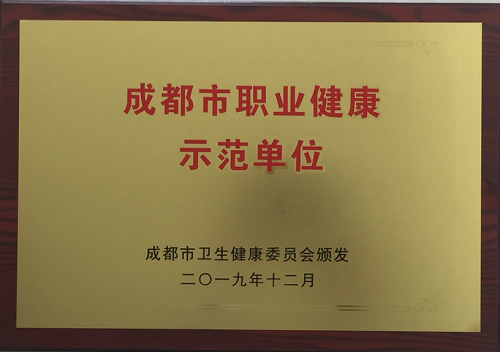 成都市职业健康
示范单位
成都市卫生健康委员会颁发
二〇一九年十二月